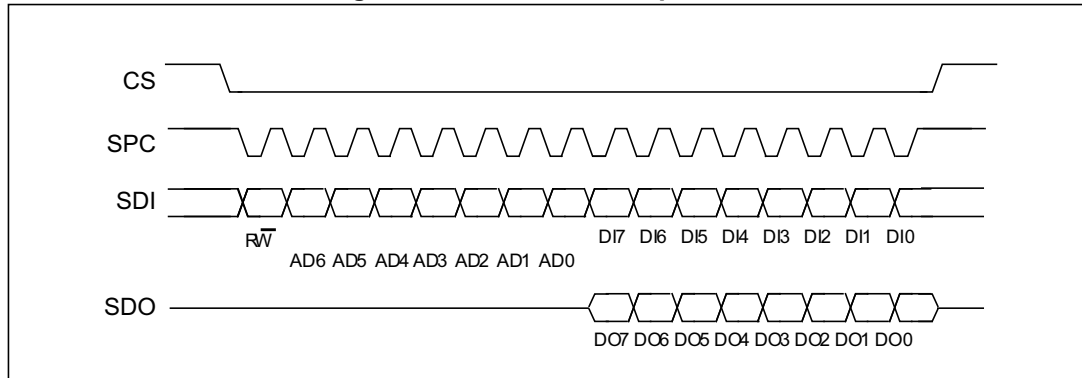 CS
SPC
SDI
RW̅
DI7 DI6 DI5 DI4 DI3 DI2 DI1 DI0
AD6 AD5 AD4 AD3 AD2 AD1 AD0
SDO
DO7 DO6 DO5 DO4 DO3 DO2 DO1 DO0